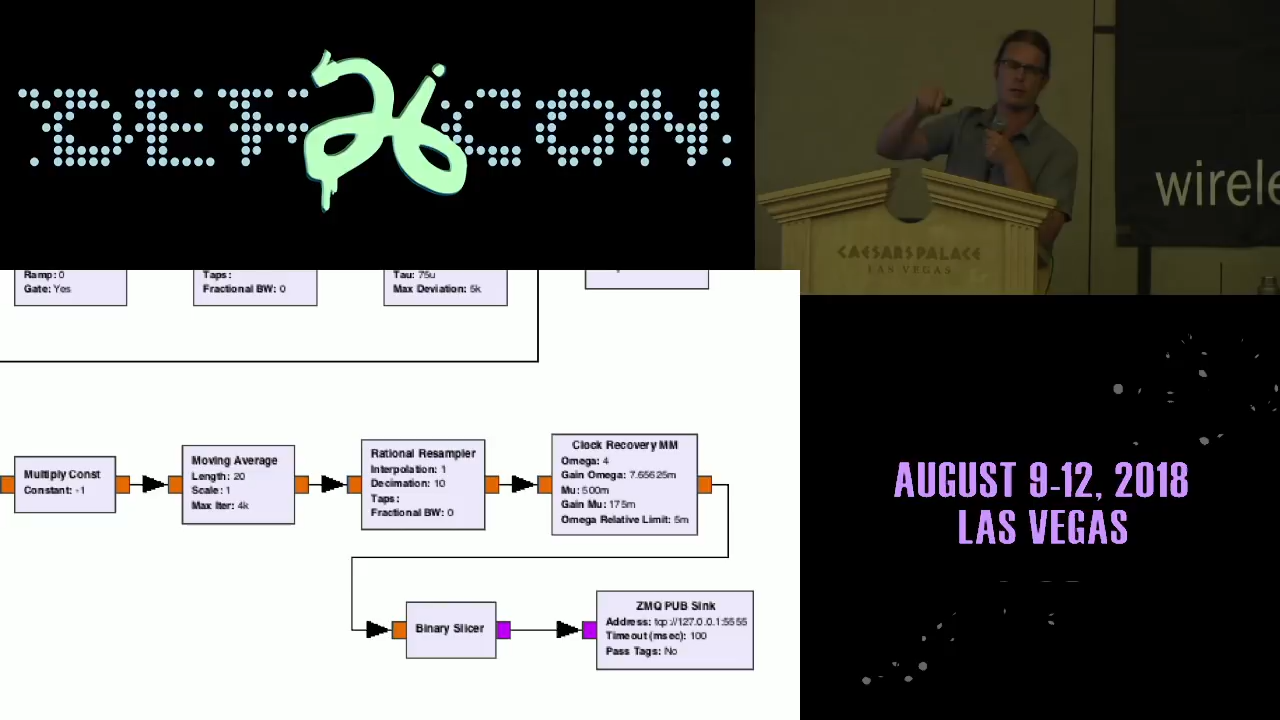 DEF 26 CON
wirele
CAESARS PALACE
LAS VEGAS
Ramp: 0
Gate: Yes
Taps:
Fractional BW: 0
Tau: 75u
Max Deviation: 5k
Multiply Const
Constant: -1
Moving Average
Length: 20
Scale: 1
Max Iter: 4k
Rational Resampler
Interpolation: 1
Decimation: 10
Taps:
Fractional BW: 0
Clock Recovery MM
Omega: 4
Gain Omega: 7.65625m
Mu: 500m
Gain Mu: 175m
Omega Relative Limit: 5m
Binary Slicer
ZMQ PUB Sink
Address: tcp://127.0.0.1:5555
Timeout (msec): 100
Pass Tags: No
AUGUST 9-12, 2018
LAS VEGAS